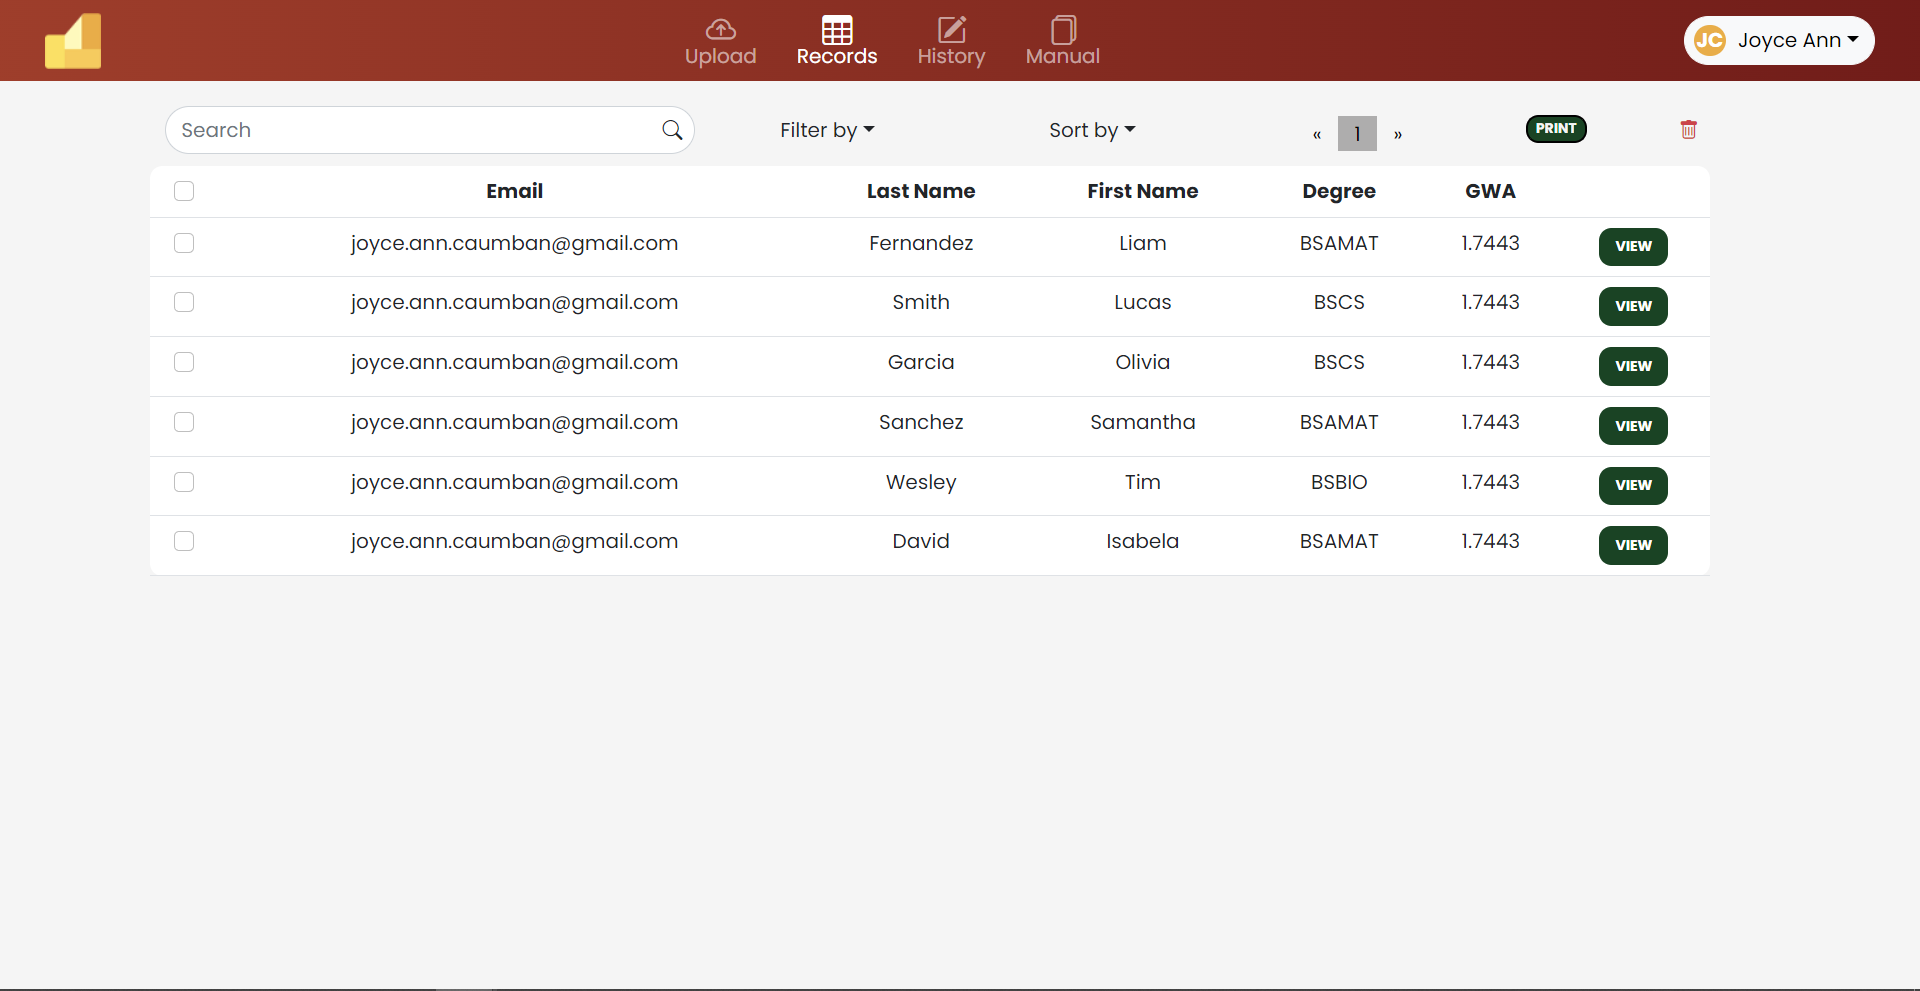 Upload Records History Manual
JC Joyce Ann
Search Filter by Sort by « 1 » PRINT
Email Last Name First Name Degree GWA
joyce.ann.caumban@gmail.com Fernandez Liam BSAMAT 1.7443 VIEW
joyce.ann.caumban@gmail.com Smith Lucas BSCS 1.7443 VIEW
joyce.ann.caumban@gmail.com Garcia Olivia BSCS 1.7443 VIEW
joyce.ann.caumban@gmail.com Sanchez Samantha BSAMAT 1.7443 VIEW
joyce.ann.caumban@gmail.com Wesley Tim BSBIO 1.7443 VIEW
joyce.ann.caumban@gmail.com David Isabela BSAMAT 1.7443 VIEW